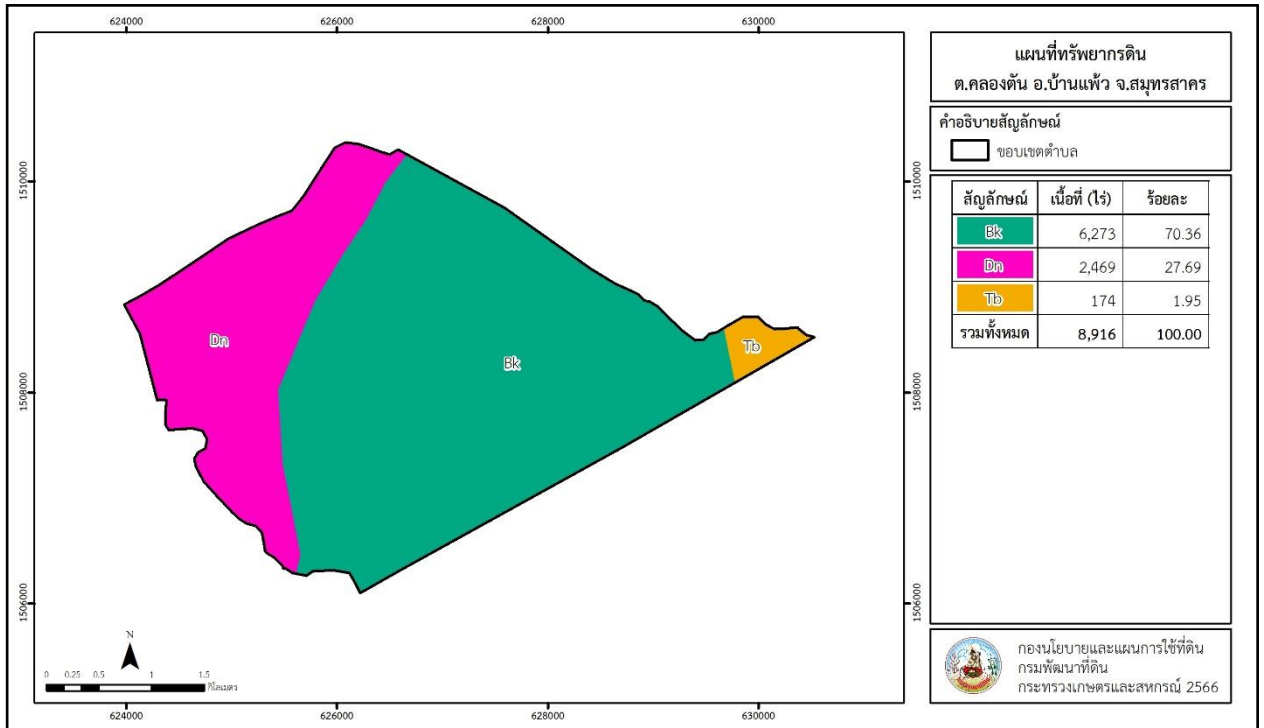 624000 626000 628000 630000
แผนที่ทรัพยากรดิน
ต.คลองตัน อ.บ้านแพ้ว จ.สมุทรสาคร
คำอธิบายสัญลักษณ์
ขอบเขตตำบล
สัญลักษณ์ เนื้อที่ (ไร่) ร้อยละ
Bk 6,273 70.36
Dn 2,469 27.69
Tb 174 1.95
รวมทั้งหมด 8,916 100.00
1510000 1510000
Dn
Bk
Tb
1508000 1508000
1506000 1506000
N
0 0.25 0.5 1 1.5
กิโลเมตร
624000 626000 628000 630000
กองนโยบายและแผนการใช้ที่ดิน
กรมพัฒนาที่ดิน
กระทรวงเกษตรและสหกรณ์ 2566